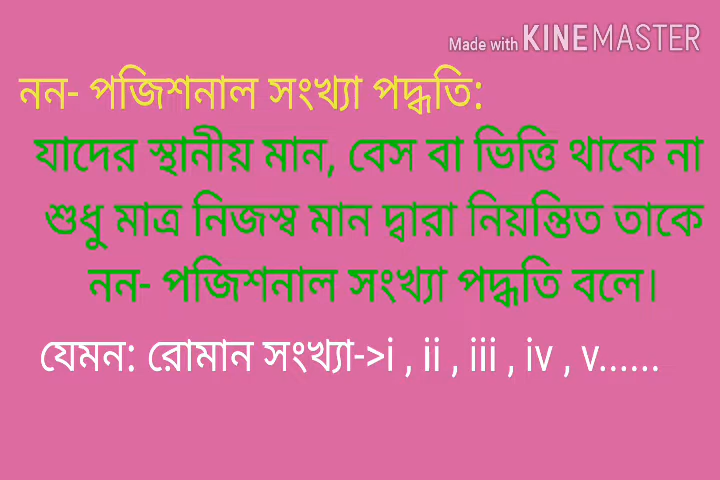 Made with KINEMASTER
নন- পজিশনাল সংখ্যা পদ্ধতি:
যাদের স্থানীয় মান, বেস বা ভিত্তি থাকে না
শুধু মাত্র নিজস্ব মান দ্বারা নিয়ন্তিত তাকে
নন- পজিশনাল সংখ্যা পদ্ধতি বলে।
যেমন: রোমান সংখ্যা->i , ii , iii , iv , v......